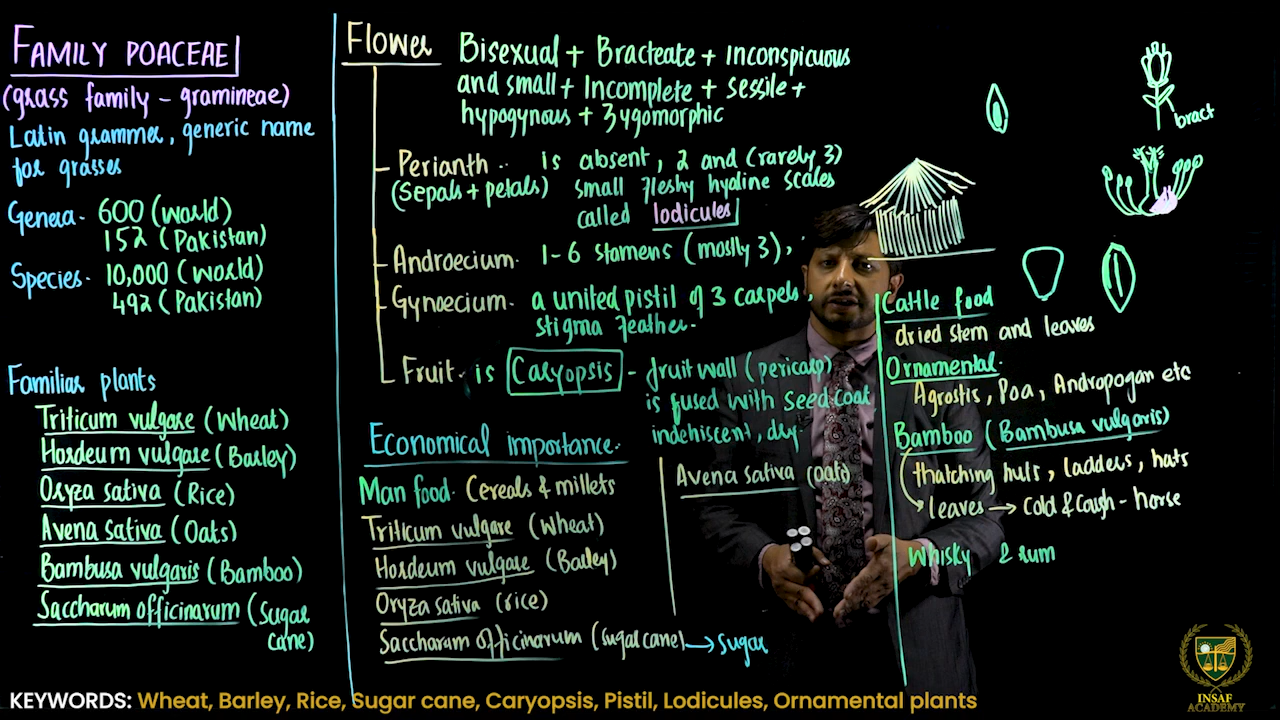 FAMILY POACEAE
(grass family - gramineae)
Latin grammer, generic name
for grasses
Genera - 600 (world)
152 (Pakistan)
Species - 10,000 (world)
492 (Pakistan)
Familiar plants
Triticum vulgare (Wheat)
Hordeum vulgare (Barley)
Oryza sativa (Rice)
Avena sativa (Oats)
Bambusa vulgaris (Bamboo)
Saccharum officinarum (Sugar
cane)
Flower
Bisexual + Bracteate + inconspicuous
and small + Incomplete + sessile +
hypogynous + Zygomorphic
Perianth .. is absent, 2 and (rarely 3)
(sepals + petals) small fleshy hyaline scales
called lodicules
Androecium - 1-6 stamens (mostly 3),
Gynoecium - a united pistil of 3 carpels,
stigma feather.
Fruit - is Caryopsis - fruit wall (pericarp)
is fused with seed coat
indehiscent, dry.
Economical importance -
Man food - Cereals & millets
Triticum vulgare (Wheat)
Hordeum vulgare (Barley)
Oryza sativa (rice)
Saccharum officinarum (sugarcane) → sugar
Avena sativa (oats)
bract
Cattle food
dried stem and leaves
Ornamental -
Agrostis, Poa, Andropogan etc
Bamboo (Bambusa vulgaris)
thatching huts, ladders, hats
leaves → cold & cough - horse
Whisky & rum
KEYWORDS: Wheat, Barley, Rice, Sugar cane, Caryopsis, Pistil, Lodicules, Ornamental plants
INSAF
ACADEMY